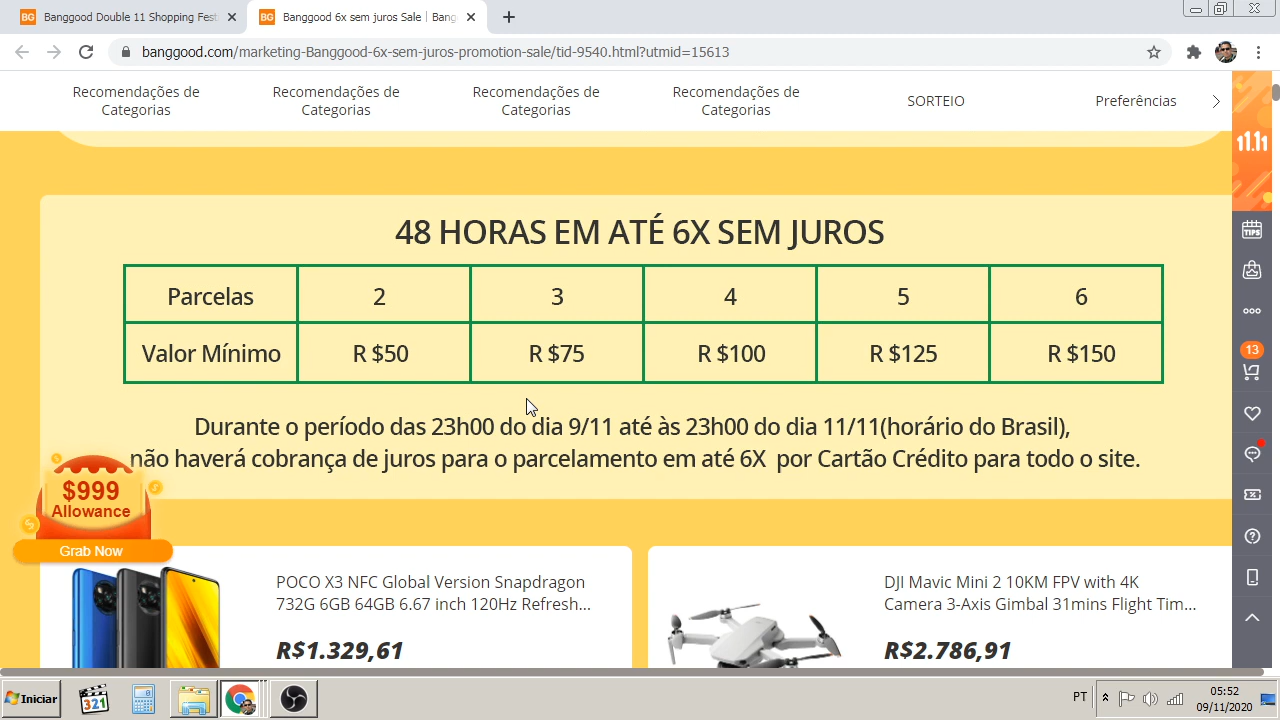 BG Banggood Double 11 Shopping Fest
BG Banggood 6x sem juros Sale | Bang
banggood.com/marketing-Banggood-6x-sem-juros-promotion-sale/tid-9540.html?utmid=15613
Recomendações de Categorias
Recomendações de Categorias
Recomendações de Categorias
Recomendações de Categorias
SORTEIO
Preferências
11.11
TIPS
13
48 HORAS EM ATÉ 6X SEM JUROS
Parcelas 2 3 4 5 6
Valor Mínimo R $50 R $75 R $100 R $125 R $150
Durante o período das 23h00 do dia 9/11 até às 23h00 do dia 11/11(horário do Brasil),
não haverá cobrança de juros para o parcelamento em até 6X por Cartão Crédito para todo o site.
$999
Allowance
Grab Now
POCO X3 NFC Global Version Snapdragon
732G 6GB 64GB 6.67 inch 120Hz Refresh...
R$1.329,61
DJI Mavic Mini 2 10KM FPV with 4K
Camera 3-Axis Gimbal 31mins Flight Tim...
R$2.786,91
Iniciar
321
PT
05:52
09/11/2020